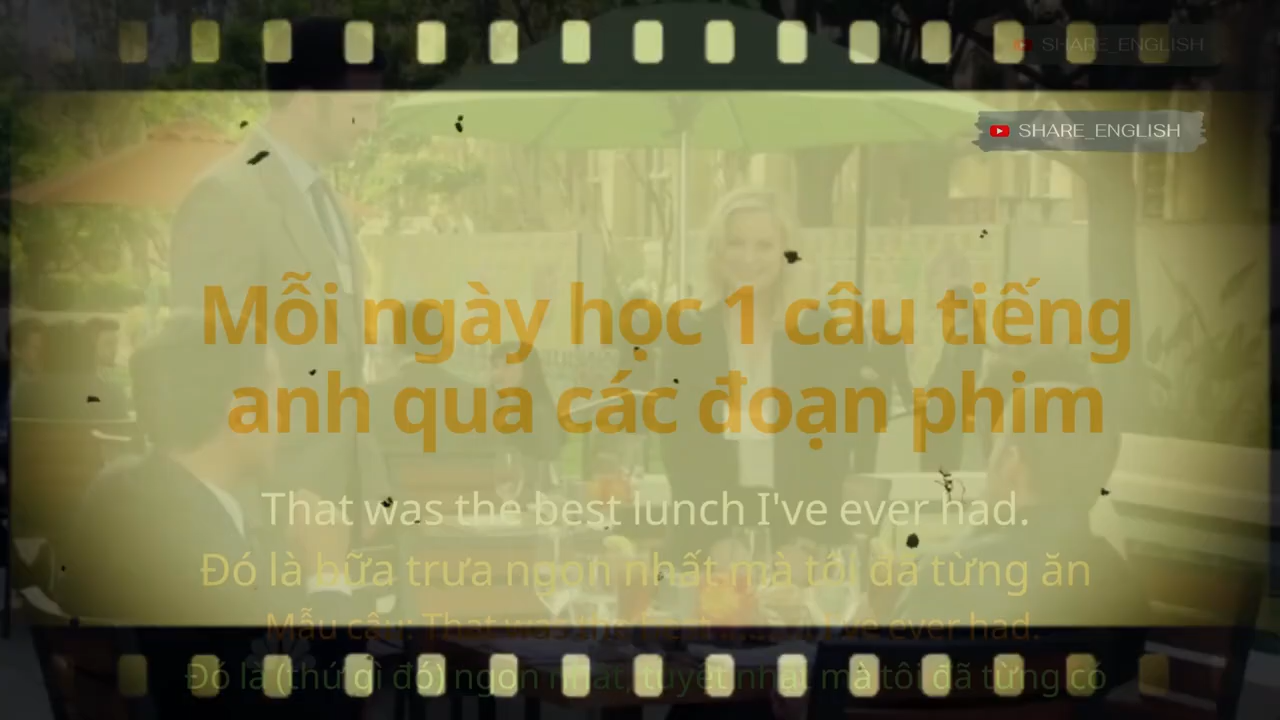 SHARE_ENGLISH
SHARE_ENGLISH
Mỗi ngày học 1 câu tiếng
anh qua các đoạn phim
That was the best lunch I've ever had.
Đó là bữa trưa ngon nhất mà tôi đã từng ăn
Mẫu câu: That was the best ...... I've ever had.
Đó là (thứ gì đó) ngon nhất, tuyệt nhất mà tôi đã từng có